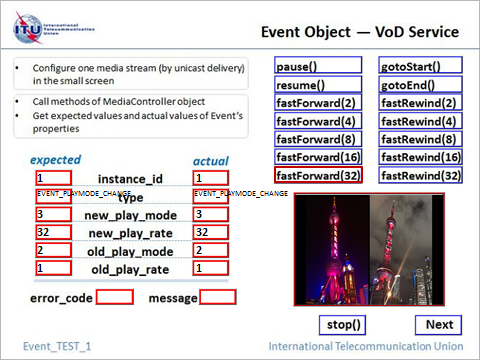 ITU
International
Telecommunication
Union
Event Object — VoD Service
• Configure one media stream (by unicast delivery)
in the small screen
• Call methods of MediaController object
• Get expected values and actual values of Event's
properties
pause() gotoStart()
resume() gotoEnd()
fastForward(2) fastRewind(2)
fastForward(4) fastRewind(4)
fastForward(8) fastRewind(8)
fastForward(16) fastRewind(16)
fastForward(32) fastRewind(32)
expected actual
1 instance_id 1
EVENT_PLAYMODE_CHANGE type EVENT_PLAYMODE_CHANGE
3 new_play_mode 3
32 new_play_rate 32
2 old_play_mode 2
1 old_play_rate 1
error_code message
stop() Next
Event_TEST_1 International Telecommunication Union